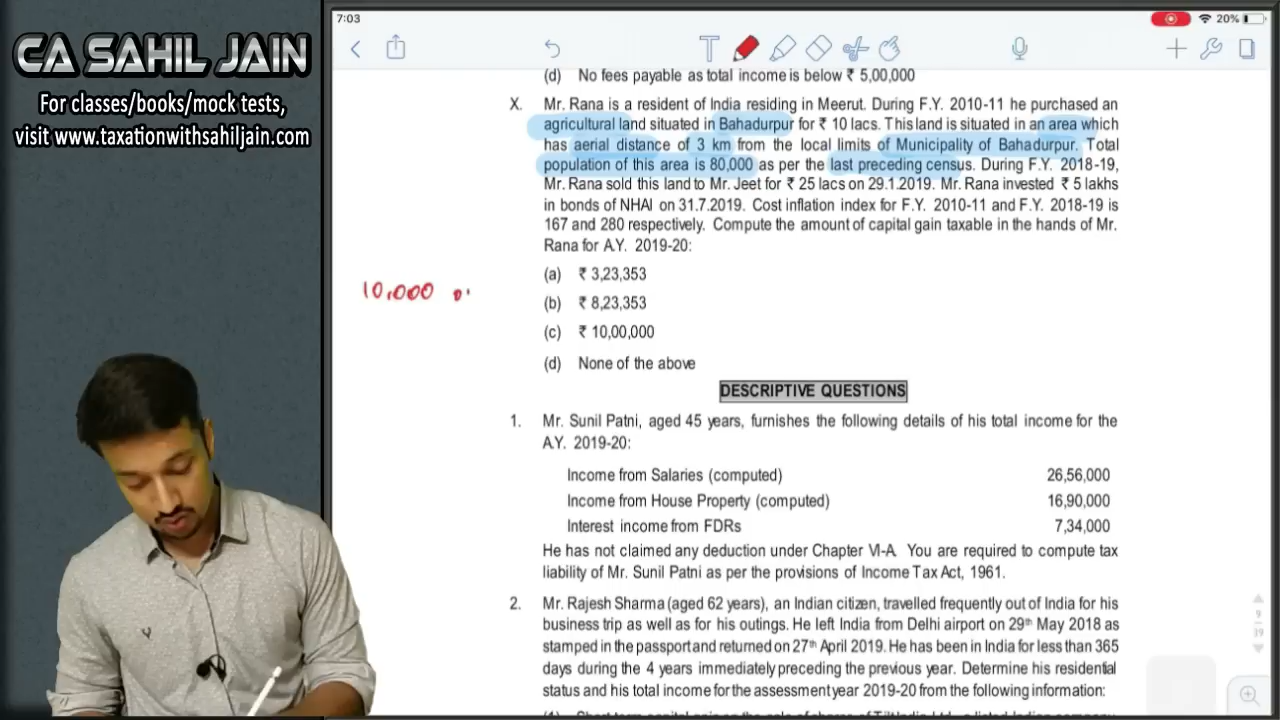 CA SAHIL JAIN
For classes/books/mock tests,
visit www.taxationwithsahiljain.com
7:03
20%
T
(d) No fees payable as total income is below ₹ 5,00,000
X. Mr. Rana is a resident of India residing in Meerut. During F.Y. 2010-11 he purchased an
agricultural land situated in Bahadurpur for ₹ 10 lacs. This land is situated in an area which
has aerial distance of 3 km from the local limits of Municipality of Bahadurpur. Total
population of this area is 80,000 as per the last preceding census. During F.Y. 2018-19,
Mr. Rana sold this land to Mr. Jeet for ₹ 25 lacs on 29.1.2019. Mr. Rana invested ₹ 5 lakhs
in bonds of NHAI on 31.7.2019. Cost inflation index for F.Y. 2010-11 and F.Y. 2018-19 is
167 and 280 respectively. Compute the amount of capital gain taxable in the hands of Mr.
Rana for A.Y. 2019-20:
(a) ₹ 3,23,353
10,000
(b) ₹ 8,23,353
(c) ₹ 10,00,000
(d) None of the above
DESCRIPTIVE QUESTIONS
1. Mr. Sunil Patni, aged 45 years, furnishes the following details of his total income for the
A.Y. 2019-20:
Income from Salaries (computed) 26,56,000
Income from House Property (computed) 16,90,000
Interest income from FDRs 7,34,000
He has not claimed any deduction under Chapter VI-A. You are required to compute tax
liability of Mr. Sunil Patni as per the provisions of Income Tax Act, 1961.
2. Mr. Rajesh Sharma (aged 62 years), an Indian citizen, travelled frequently out of India for his
business trip as well as for his outings. He left India from Delhi airport on 29th May 2018 as
stamped in the passport and returned on 27th April 2019. He has been in India for less than 365
days during the 4 years immediately preceding the previous year. Determine his residential
status and his total income for the assessment year 2019-20 from the following information:
9
19